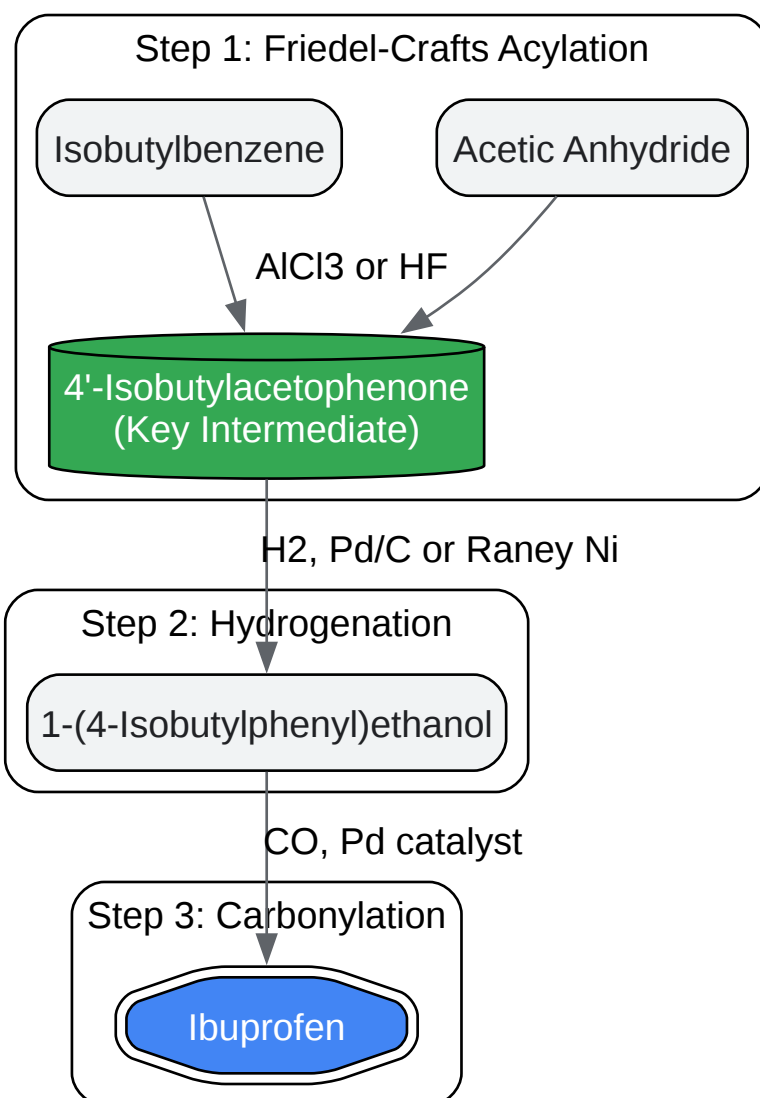 Step 1: Friedel-Crafts Acylation
Isobutylbenzene
Acetic Anhydride
AlCl3 or HF
4'-Isobutylacetophenone
(Key Intermediate)
H2, Pd/C or Raney Ni
Step 2: Hydrogenation
1-(4-Isobutylphenyl)ethanol
CO, Pd catalyst
Step 3: Carbonylation
Ibuprofen